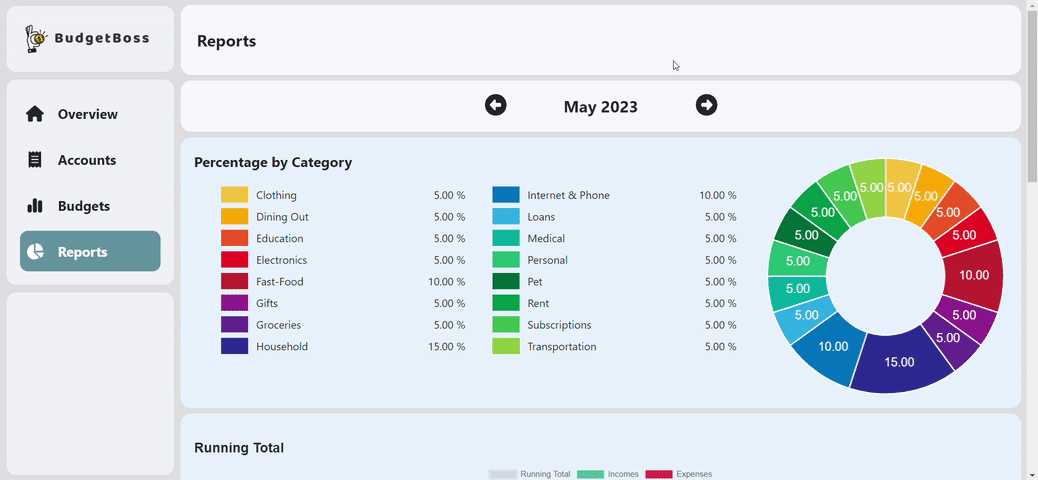 BudgetBoss
Overview
Accounts
Budgets
Reports
Reports
May 2023
Percentage by Category
Clothing 5.00 %
Dining Out 5.00 %
Education 5.00 %
Electronics 5.00 %
Fast-Food 10.00 %
Gifts 5.00 %
Groceries 5.00 %
Household 15.00 %
Internet & Phone 10.00 %
Loans 5.00 %
Medical 5.00 %
Personal 5.00 %
Pet 5.00 %
Rent 5.00 %
Subscriptions 5.00 %
Transportation 5.00 %
5.00
5.00
5.00
5.00
10.00
5.00
5.00
15.00
10.00
5.00
5.00
5.00
5.00
5.00
5.00
5.00
Running Total
Running Total Incomes Expenses